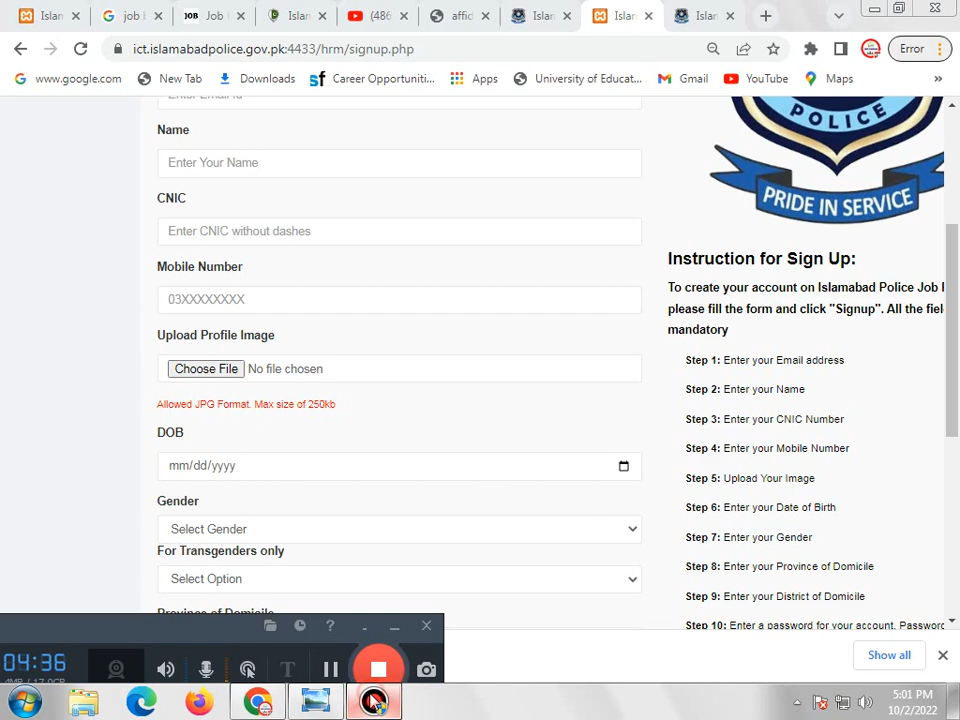 Islan
job l
Job l
Islan
(486
affid
Islan
Islan
Islan
ict.islamabadpolice.gov.pk:4433/hrm/signup.php
Error
www.google.com
New Tab
Downloads
Career Opportuniti...
Apps
University of Educat...
Gmail
YouTube
Maps
»
Enter Email id
Name
Enter Your Name
CNIC
Enter CNIC without dashes
Mobile Number
03XXXXXXXX
Upload Profile Image
Choose File No file chosen
Allowed JPG Format. Max size of 250kb
DOB
mm/dd/yyyy
Gender
Select Gender
For Transgenders only
Select Option
Province of Domicile
POLICE
PRIDE IN SERVICE
Instruction for Sign Up:
To create your account on Islamabad Police Job
please fill the form and click "Signup". All the fiel
mandatory
Step 1: Enter your Email address
Step 2: Enter your Name
Step 3: Enter your CNIC Number
Step 4: Enter your Mobile Number
Step 5: Upload Your Image
Step 6: Enter your Date of Birth
Step 7: Enter your Gender
Step 8: Enter your Province of Domicile
Step 9: Enter your District of Domicile
Step 10: Enter a password for your account. Password
04:36
?
T
Show all
5:01 PM
10/2/2022